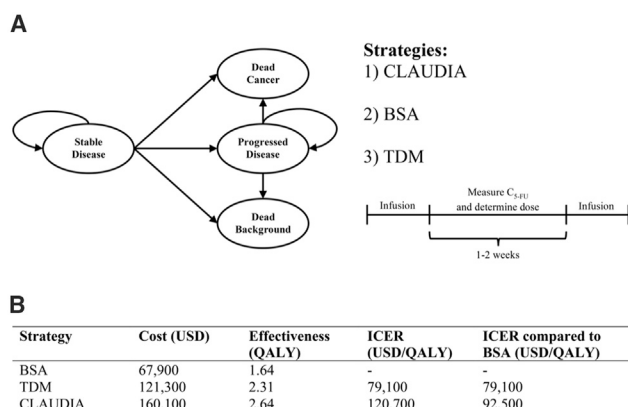 A
Strategies:
1) CLAUDIA
2) BSA
3) TDM
Dead
Cancer
Stable
Disease
Progressed
Disease
Dead
Background
Infusion
Measure C5-FU
and determine dose
Infusion
1-2 weeks
B
Strategy Cost (USD) Effectiveness (QALY) ICER (USD/QALY) ICER compared to BSA (USD/QALY)
BSA 67,900 1.64 - -
TDM 121,300 2.31 79,100 79,100
CLAUDIA 160,100 2.64 120,700 92,500